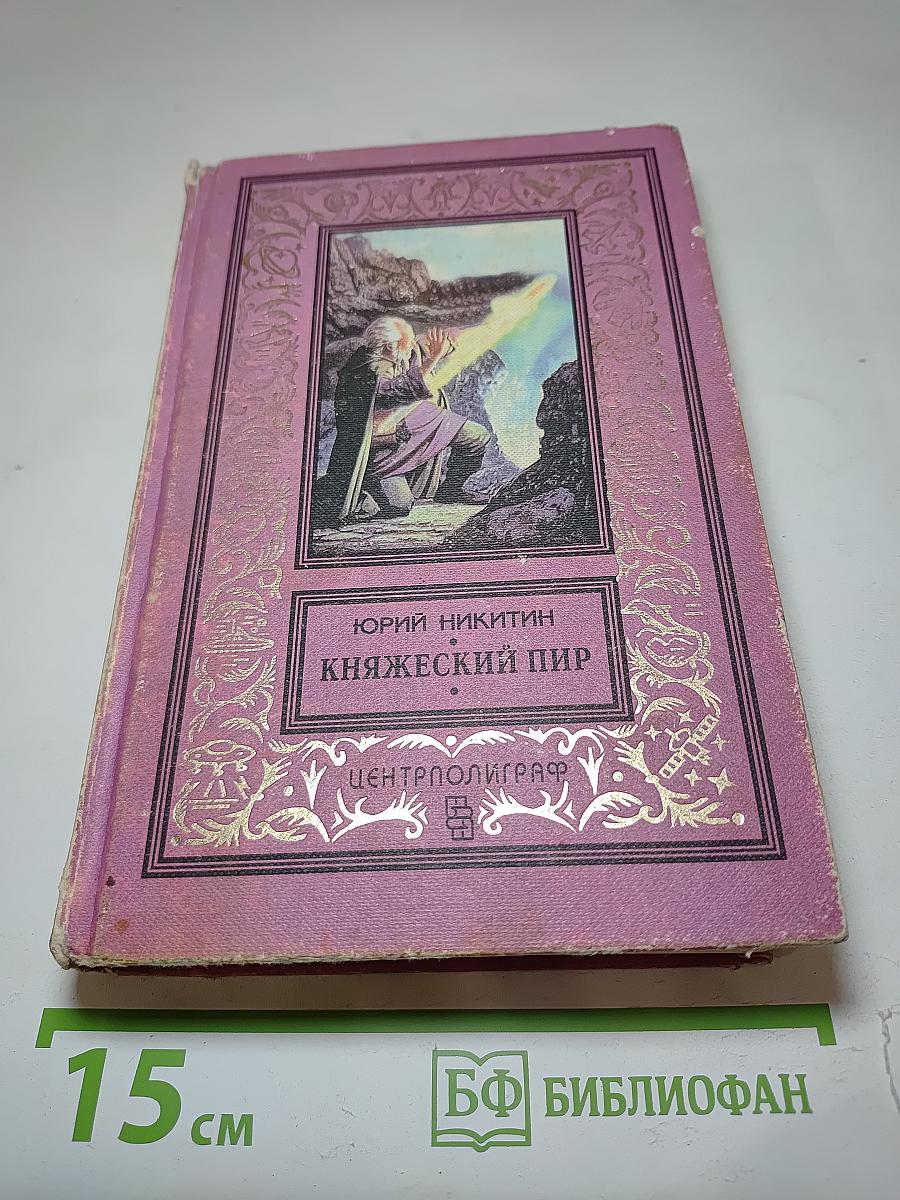 ЮРИЙ НИКИТИН
КНЯЖЕСКИЙ ПИР
ЦЕНТРПОЛИГРАФ
15 см
БФ БИБЛИОФАН